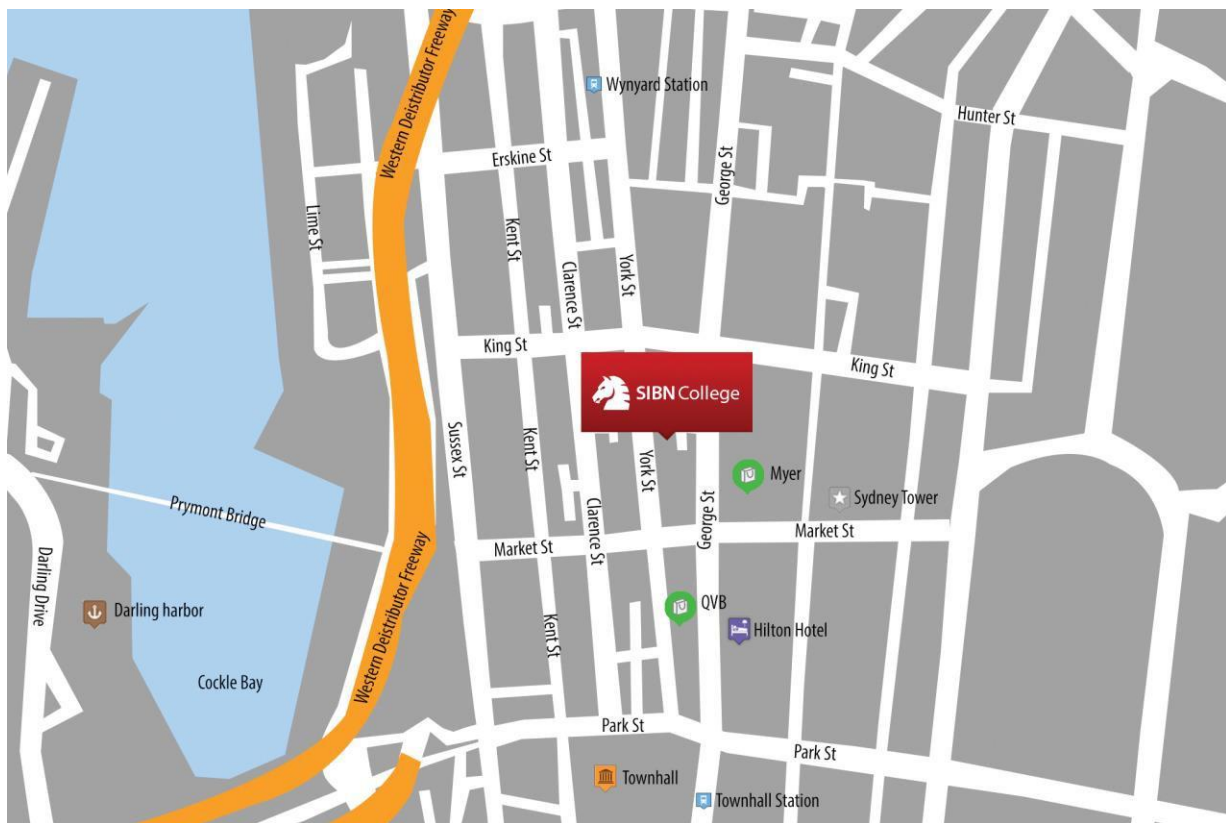 Western Deistributor Freeway
Wynyard Station
Hunter St
Erskine St
George St
Lime St
Kent St
Clarence St
York St
King St
King St
SIBN College
Sussex St
Kent St
York St
Myer
George St
Sydney Tower
Prymont Bridge
Clarence St
Market St
Market St
Darling Drive
Western Deistributor Freeway
Darling harbor
QVB
Kent St
Hilton Hotel
Cockle Bay
Park St
Park St
Townhall
Townhall Station